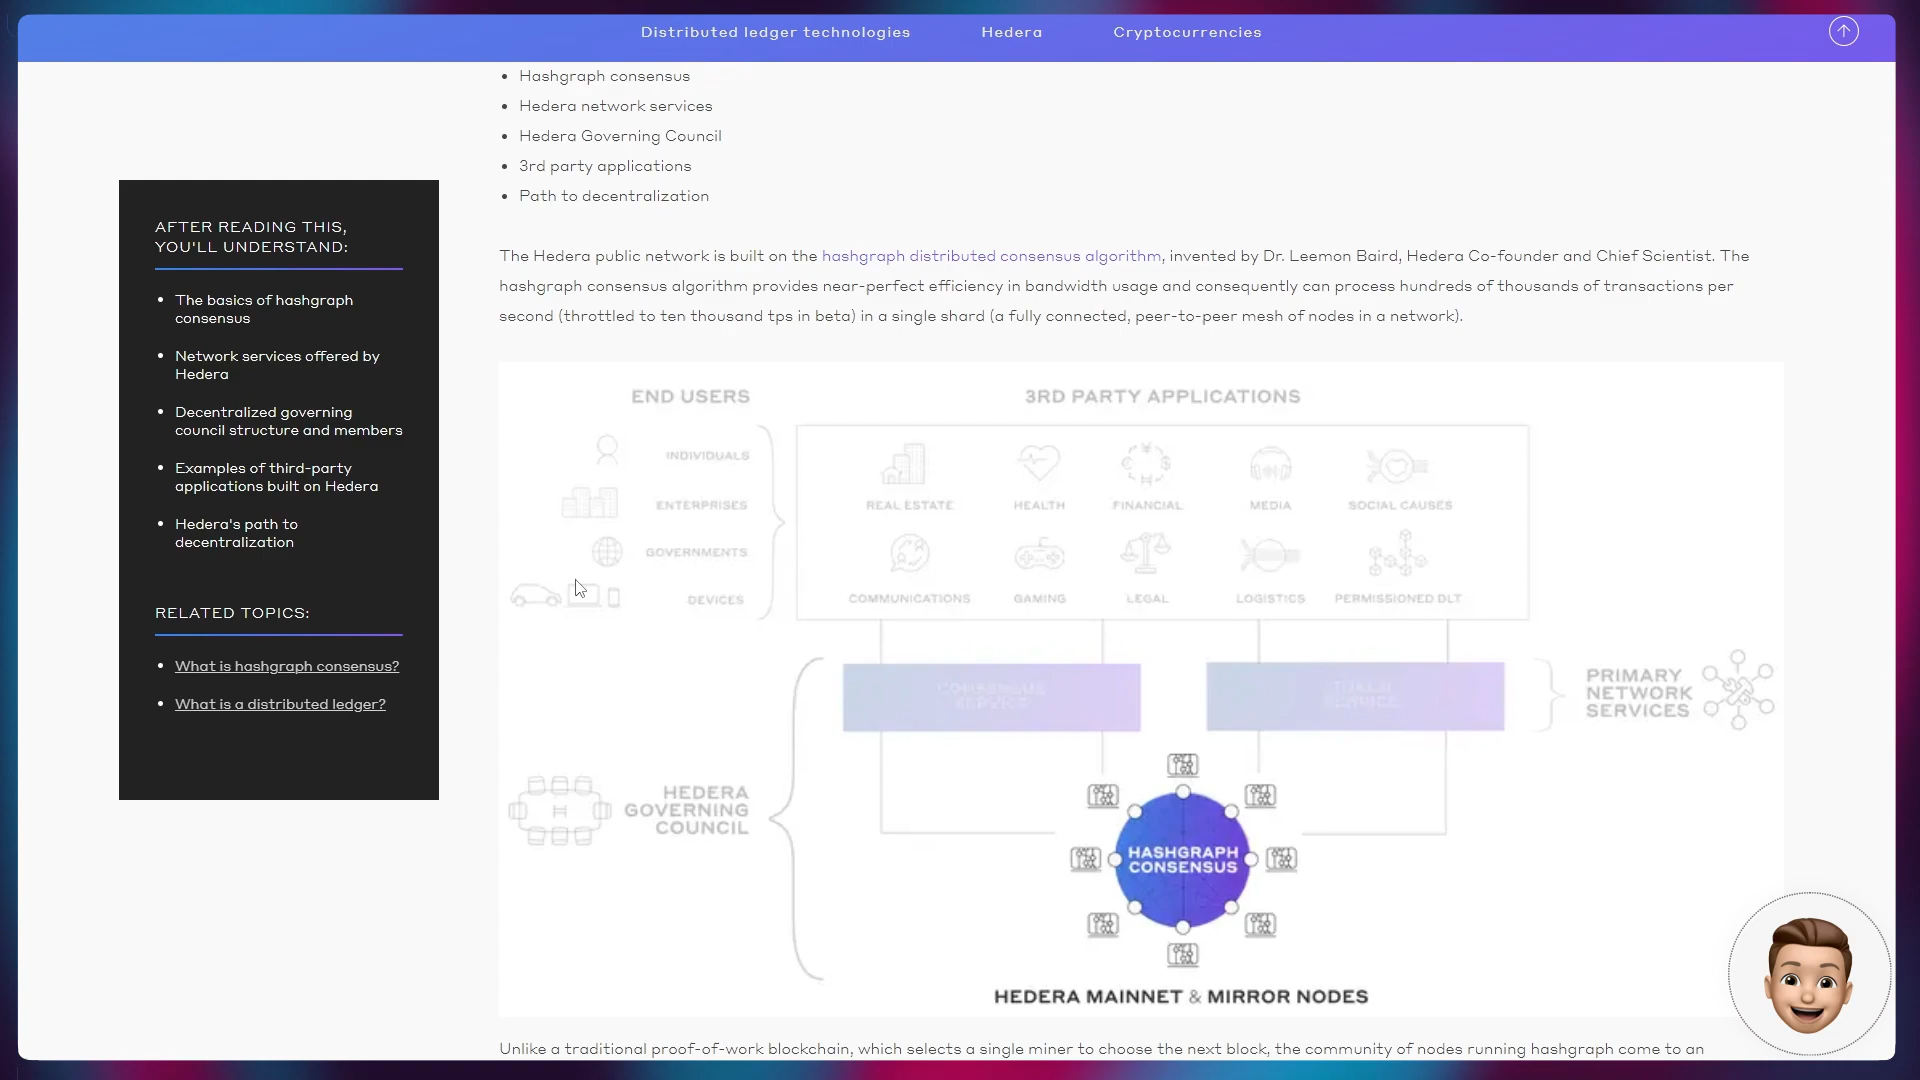 Distributed ledger technologies
Hedera
Cryptocurrencies
Hashgraph consensus
Hedera network services
Hedera Governing Council
3rd party applications
Path to decentralization
AFTER READING THIS,
YOU'LL UNDERSTAND:
The basics of hashgraph
consensus
Network services offered by
Hedera
Decentralized governing
council structure and members
Examples of third-party
applications built on Hedera
Hedera's path to
decentralization
RELATED TOPICS:
What is hashgraph consensus?
What is a distributed ledger?
The Hedera public network is built on the hashgraph distributed consensus algorithm, invented by Dr. Leemon Baird, Hedera Co-founder and Chief Scientist. The
hashgraph consensus algorithm provides near-perfect efficiency in bandwidth usage and consequently can process hundreds of thousands of transactions per
second (throttled to ten thousand tps in beta) in a single shard (a fully connected, peer-to-peer mesh of nodes in a network).
END USERS
INDIVIDUALS
ENTERPRISES
GOVERNMENTS
DEVICES
3RD PARTY APPLICATIONS
REAL ESTATE
HEALTH
FINANCIAL
MEDIA
SOCIAL CAUSES
COMMUNICATIONS
GAMING
LEGAL
LOGISTICS
PERMISSIONED DLT
CONSENSUS
SERVICE
TOKEN
SERVICE
PRIMARY
NETWORK
SERVICES
HEDERA
GOVERNING
COUNCIL
HASHGRAPH
CONSENSUS
HEDERA MAINNET & MIRROR NODES
Unlike a traditional proof-of-work blockchain, which selects a single miner to choose the next block, the community of nodes running hashgraph come to an